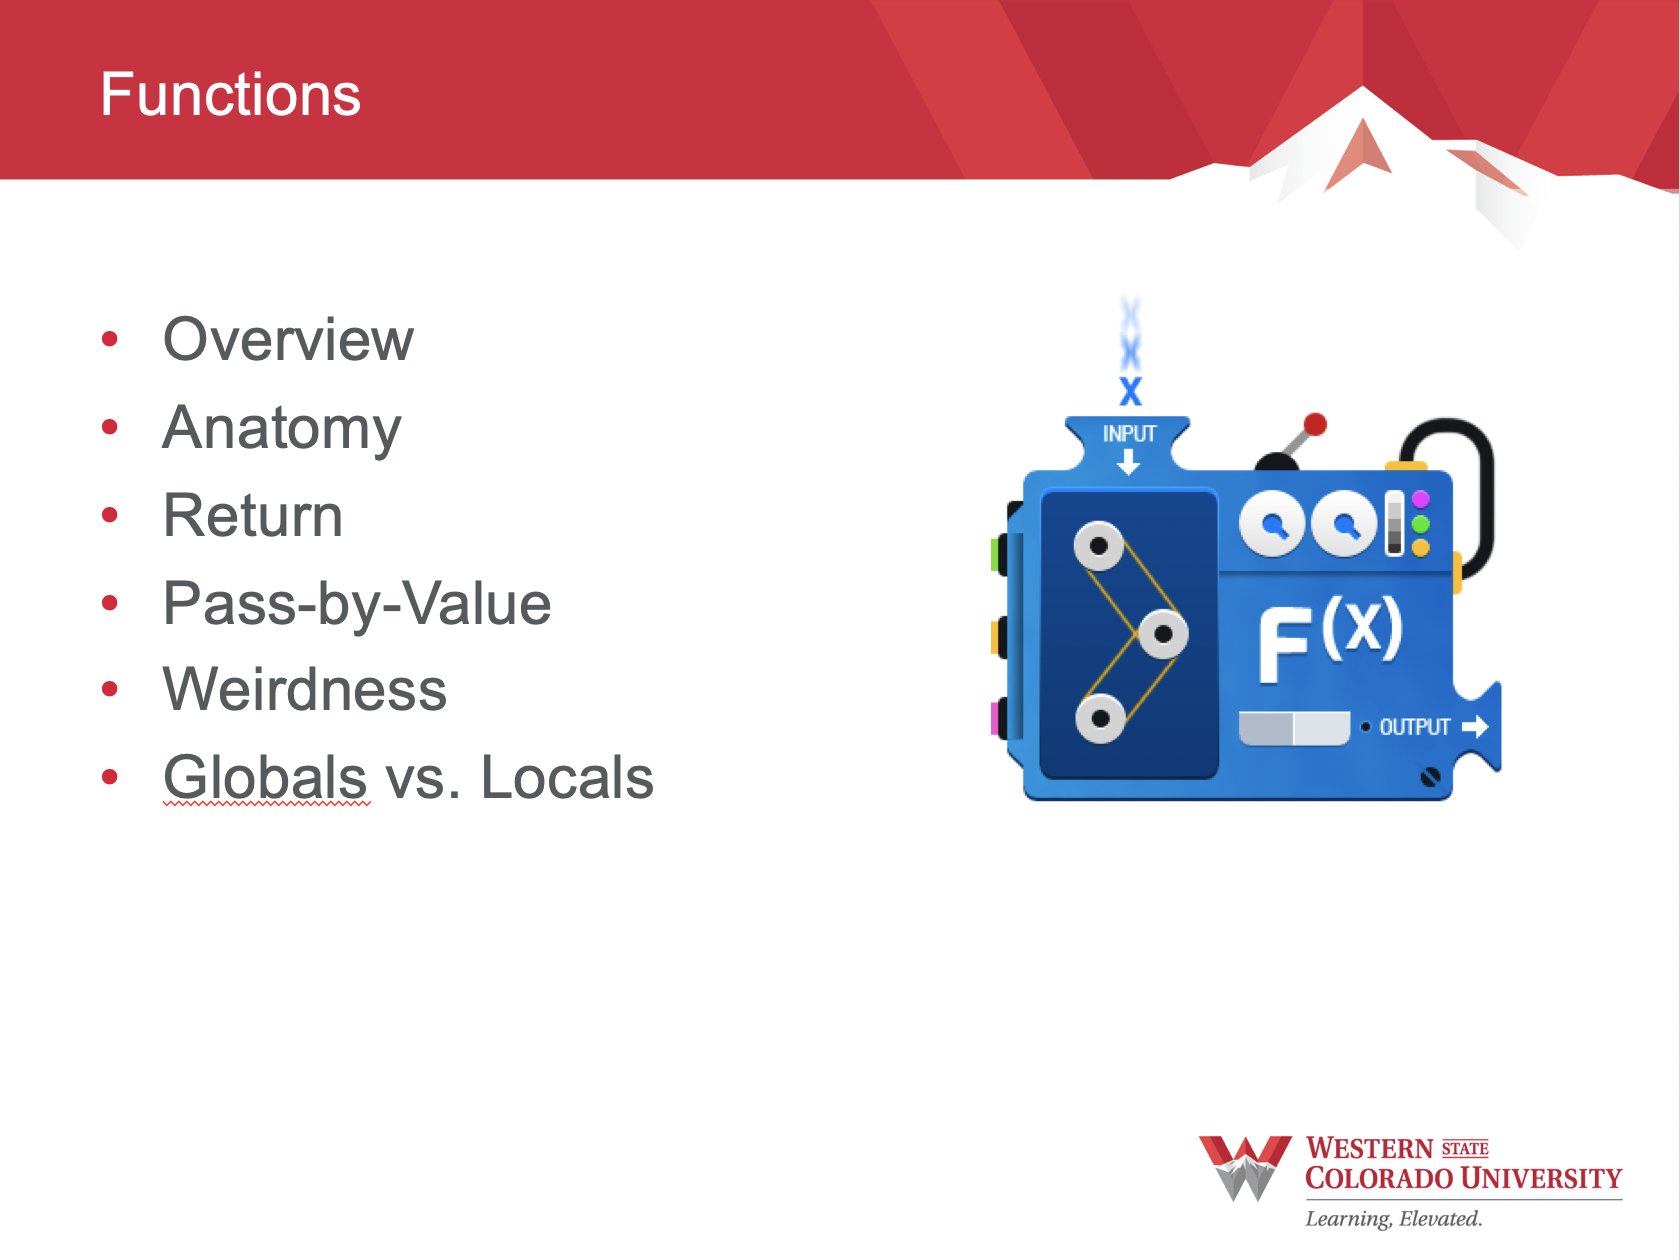 Functions
• Overview
• Anatomy
• Return
• Pass-by-Value
• Weirdness
• Globals vs. Locals
X
X
X
INPUT
F(X)
OUTPUT
WESTERN STATE
COLORADO UNIVERSITY
Learning, Elevated.